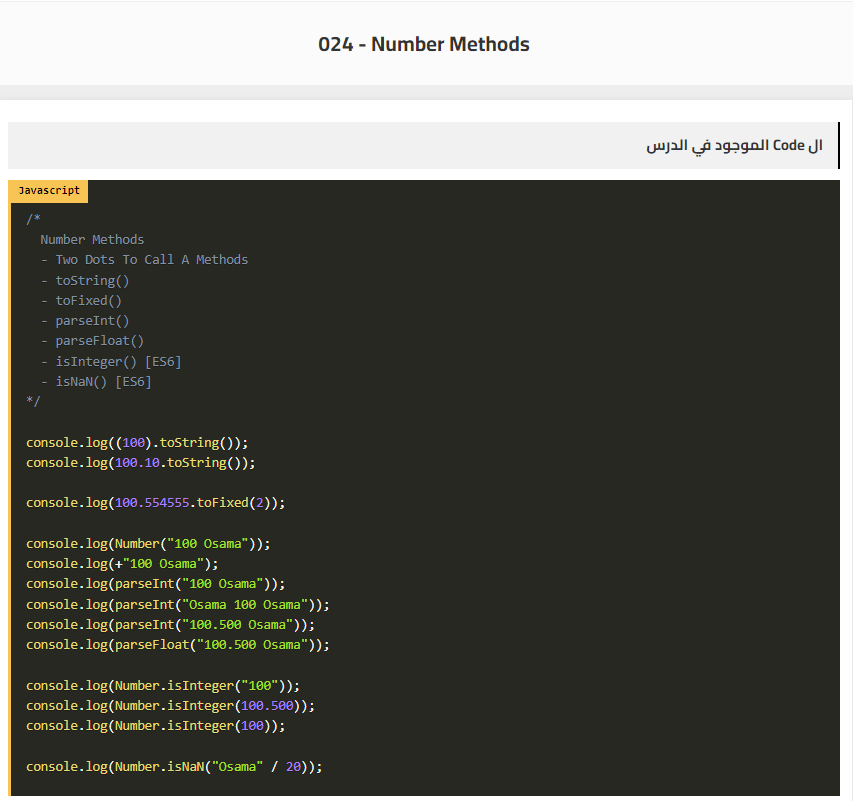 024 - Number Methods
ال Code الموجود في الدرس
Javascript
/*
  Number Methods
  - Two Dots To Call A Methods
  - toString()
  - toFixed()
  - parseInt()
  - parseFloat()
  - isInteger() [ES6]
  - isNaN() [ES6]
*/
console.log((100).toString());
console.log(100.10.toString());
console.log(100.554555.toFixed(2));
console.log(Number("100 Osama"));
console.log(+"100 Osama");
console.log(parseInt("100 Osama"));
console.log(parseInt("Osama 100 Osama"));
console.log(parseInt("100.500 Osama"));
console.log(parseFloat("100.500 Osama"));
console.log(Number.isInteger("100"));
console.log(Number.isInteger(100.500));
console.log(Number.isInteger(100));
console.log(Number.isNaN("Osama" / 20));